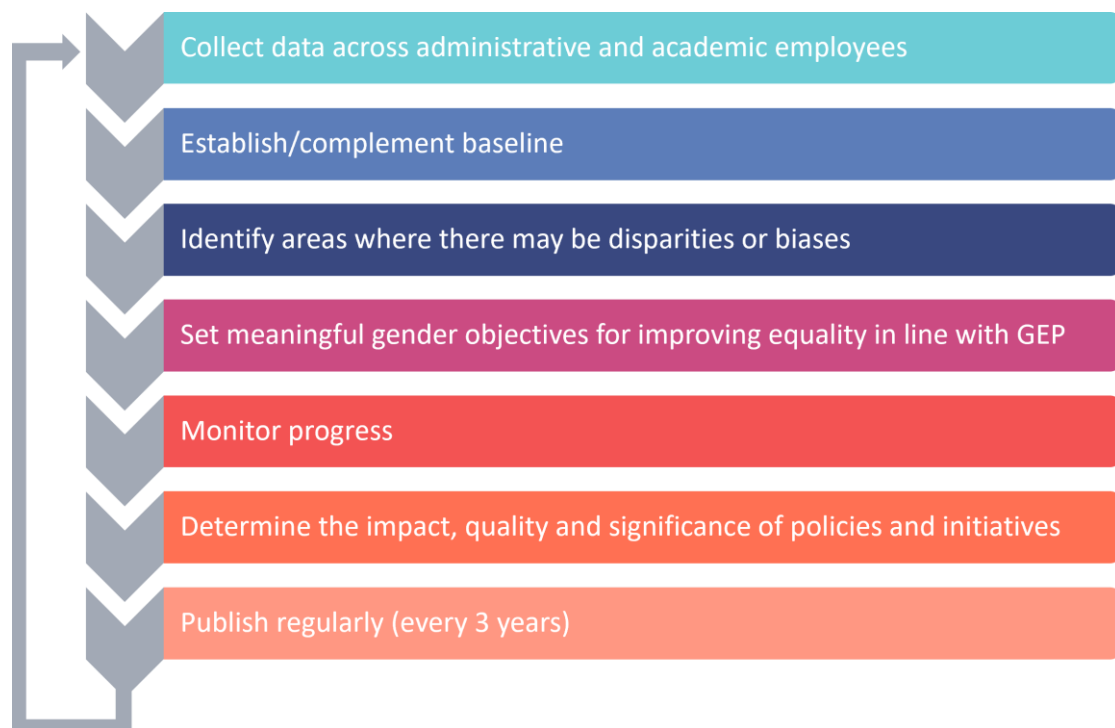 Collect data across administrative and academic employees
Establish/complement baseline
Identify areas where there may be disparities or biases
Set meaningful gender objectives for improving equality in line with GEP
Monitor progress
Determine the impact, quality and significance of policies and initiatives
Publish regularly (every 3 years)